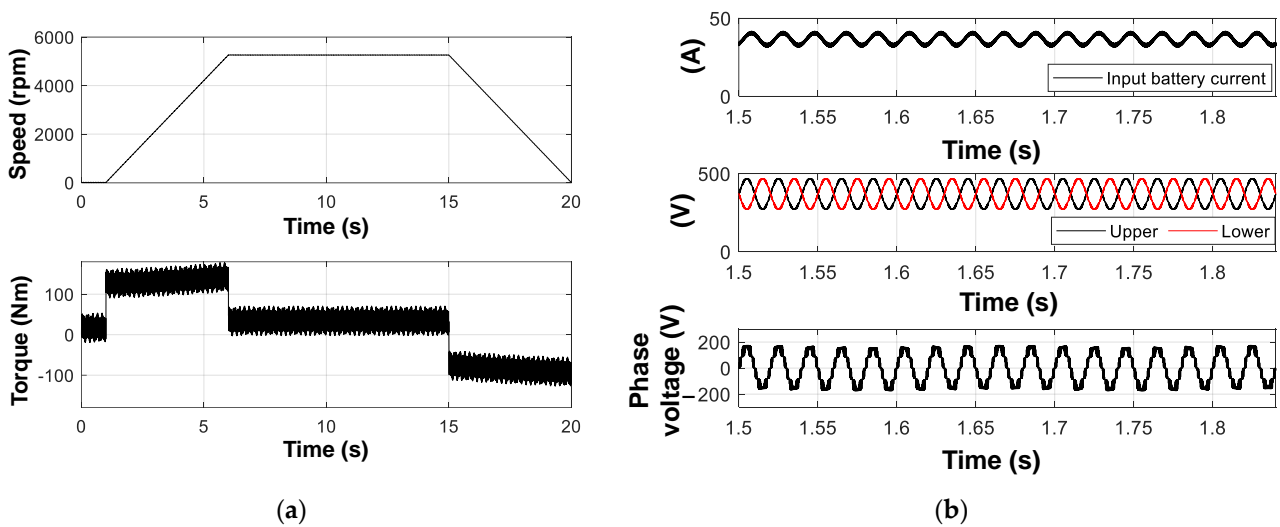 6000
4000
2000
0
Speed (rpm)
0 5 10 15 20
Time (s)
100
0
-100
Torque (Nm)
0 5 10 15 20
Time (s)
(a)
50
0
(A)
Input battery current
1.5 1.55 1.6 1.65 1.7 1.75 1.8
Time (s)
500
0
(V)
Upper Lower
1.5 1.55 1.6 1.65 1.7 1.75 1.8
Time (s)
200
0
−200
Phase
voltage (V)
1.5 1.55 1.6 1.65 1.7 1.75 1.8
Time (s)
(b)